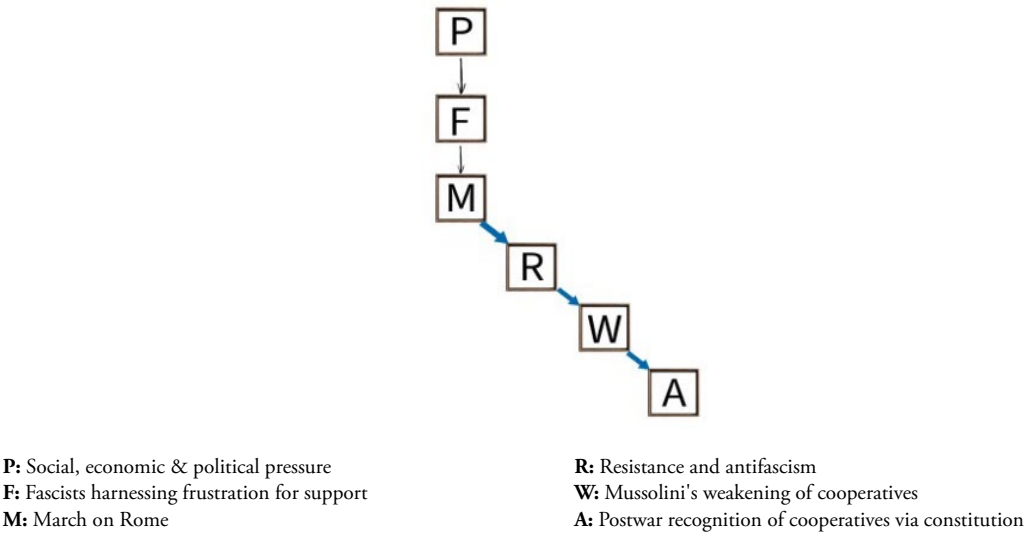 P
F
M
R
W
A
P: Social, economic & political pressure
F: Fascists harnessing frustration for support
M: March on Rome
R: Resistance and antifascism
W: Mussolini's weakening of cooperatives
A: Postwar recognition of cooperatives via constitution